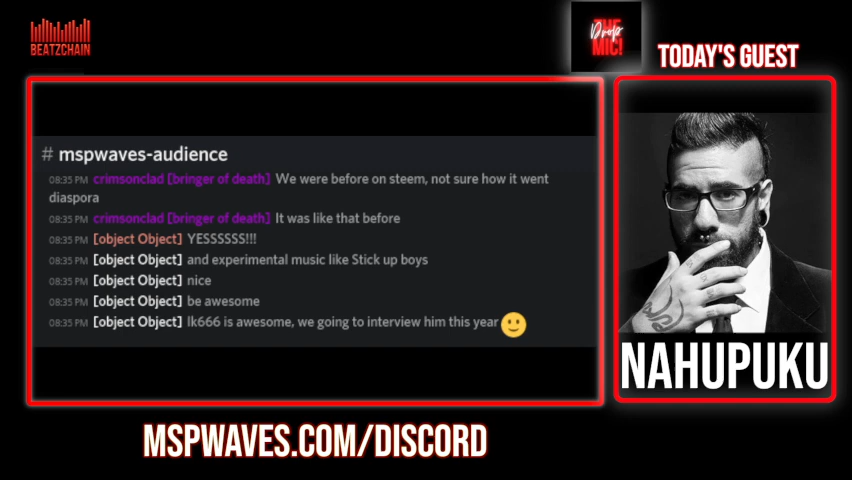 BEATZCHAIN
THE
Drop
MIC!
TODAY'S GUEST
# mspwaves-audience
08:35 PM crimsonclad [bringer of death] We were before on steem, not sure how it went
diaspora
08:35 PM crimsonclad [bringer of death] It was like that before
08:35 PM [object Object] YESSSSSS!!!
08:35 PM [object Object] and experimental music like Stick up boys
08:35 PM [object Object] nice
08:35 PM [object Object] be awesome
08:35 PM [object Object] lk666 is awesome, we going to interview him this year
NAHUPUKU
MSPWAVES.COM/DISCORD